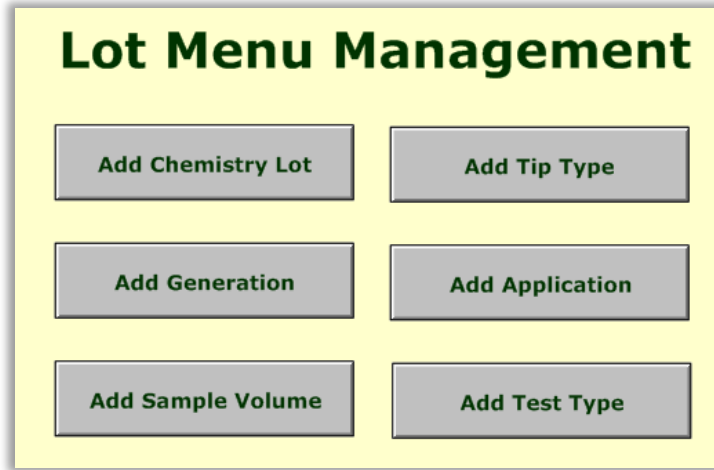 Lot Menu Management
Add Chemistry Lot
Add Tip Type
Add Generation
Add Application
Add Sample Volume
Add Test Type